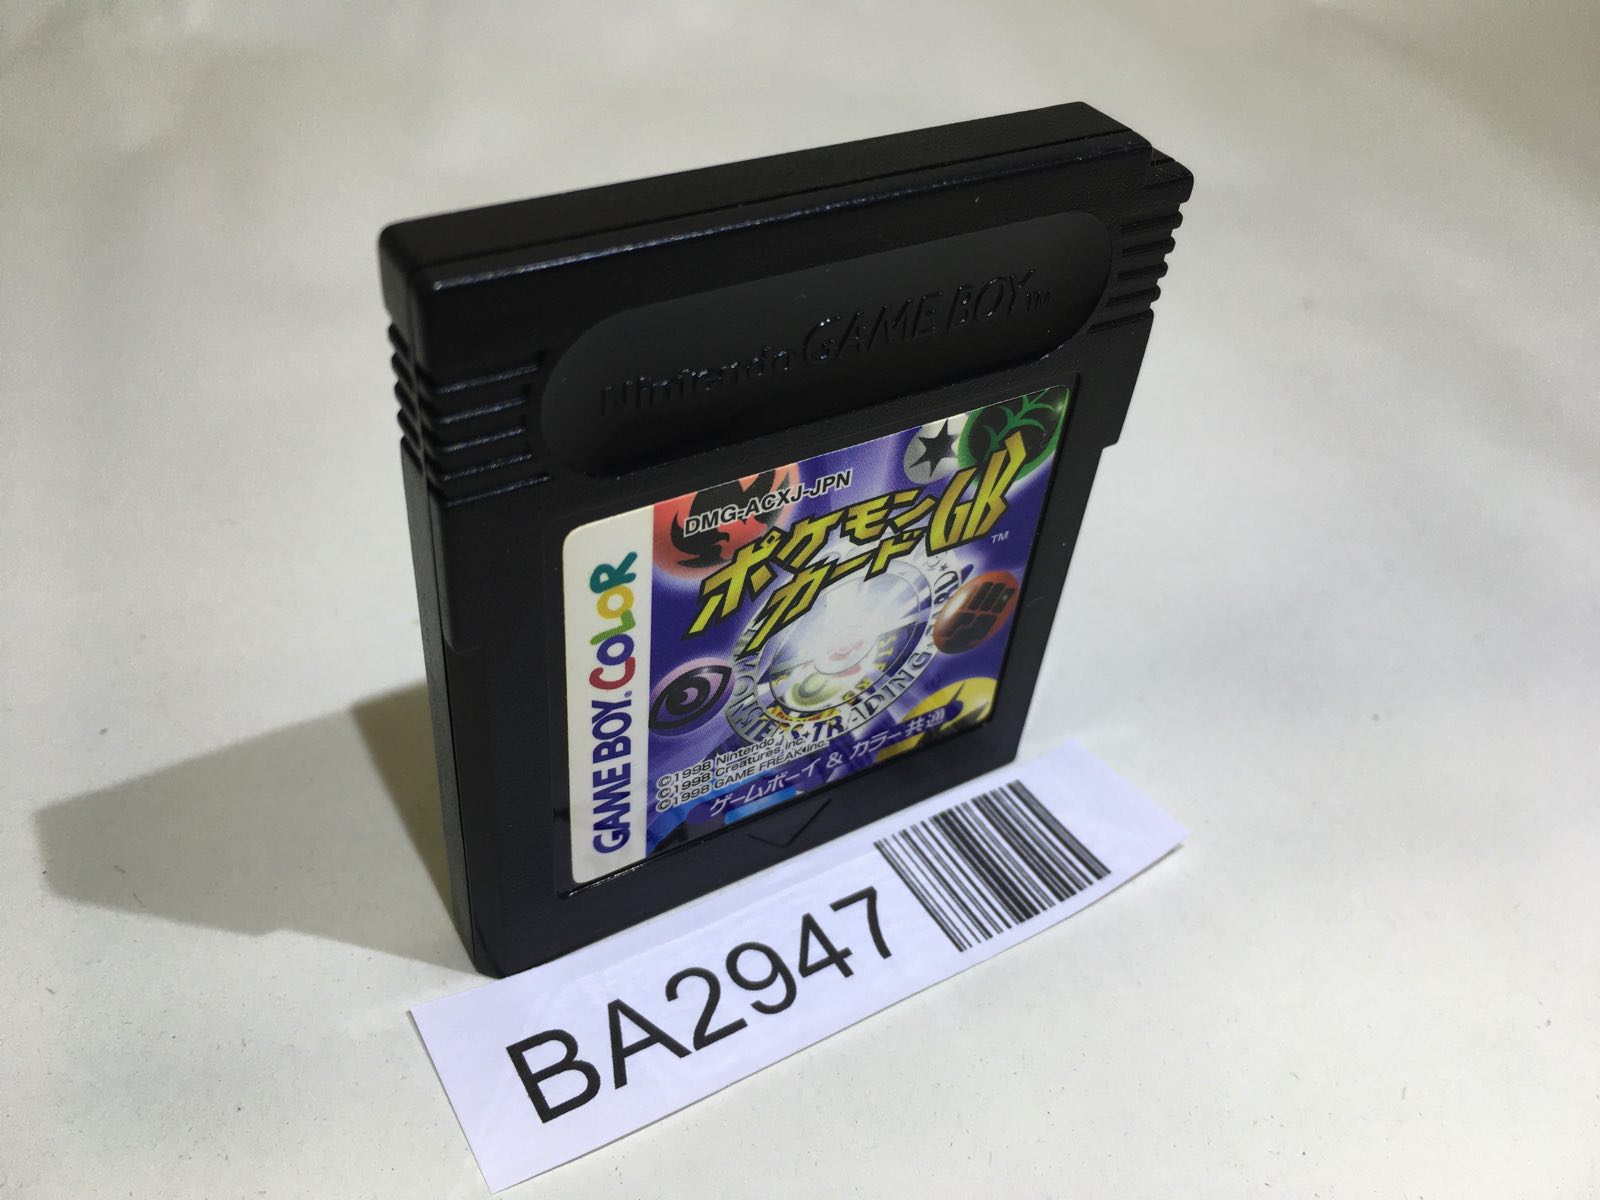 Nintendo GAME BOY™
DMG-ACXJ-JPN
ポケモン
カードGB
TM
GAME BOY COLOR
MONSTERS★TRADING
©1998 Nintendo
©1998 Creatures inc.
©1998 GAME FREAK inc.
ゲームボーイ & カラー共通
BA2947